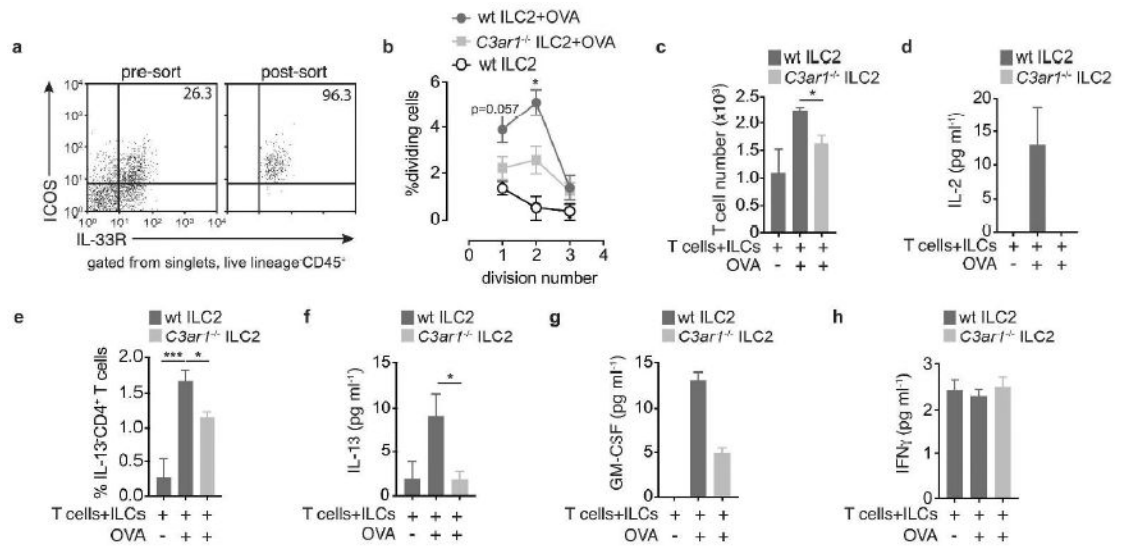 a
pre-sort
post-sort
26.3
96.3
10⁴
10³
10²
10¹
10⁰
10⁰ 10¹ 10² 10³ 10⁴
10⁰ 10¹ 10² 10³ 10⁴
ICOS
IL-33R
gated from singlets, live lineage⁻CD45⁺
b
wt ILC2+OVA
C3ar1⁻/⁻ ILC2+OVA
wt ILC2
%dividing cells
6
4
2
0
p=0.057
*
0 1 2 3 4
division number
c
wt ILC2
C3ar1⁻/⁻ ILC2
T cell number (x10³)
2.5
2.0
1.5
1.0
0.5
0
*
T cells+ILCs + + +
OVA - + +
d
wt ILC2
C3ar1⁻/⁻ ILC2
IL-2 (pg ml⁻¹)
20
15
10
5
0
T cells+ILCs + + +
OVA - + +
e
wt ILC2
C3ar1⁻/⁻ ILC2
% IL-13⁺CD4⁺ T cells
2.0
1.5
1.0
0.5
0.0
*** *
T cells+ILCs + + +
OVA - + +
f
wt ILC2
C3ar1⁻/⁻ ILC2
IL-13 (pg ml⁻¹)
15
10
5
0
*
T cells+ILCs + + +
OVA - + +
g
wt ILC2
C3ar1⁻/⁻ ILC2
GM-CSF (pg ml⁻¹)
15
10
5
0
T cells+ILCs + + +
OVA - + +
h
wt ILC2
C3ar1⁻/⁻ ILC2
IFNγ (pg ml⁻¹)
3
2
0
T cells+ILCs + + +
OVA - + +